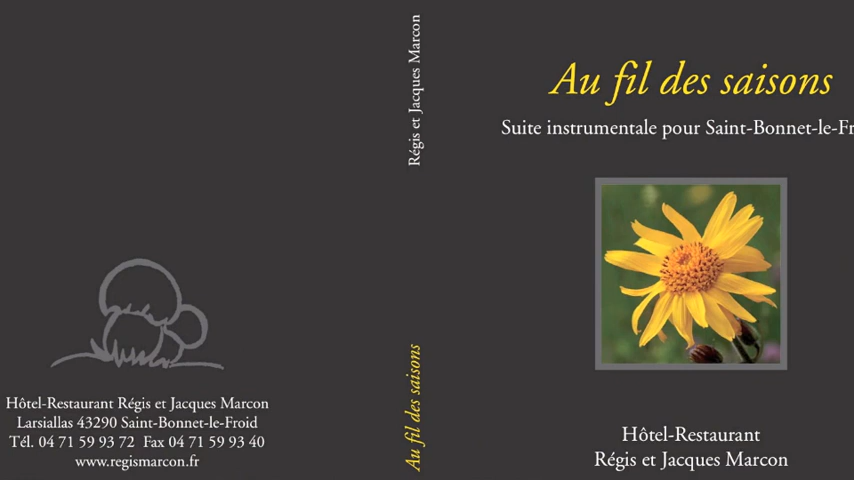 Hôtel-Restaurant Régis et Jacques Marcon
Larsiallas 43290 Saint-Bonnet-le-Froid
Tél. 04 71 59 93 72 Fax 04 71 59 93 40
www.regismarcon.fr
Régis et Jacques Marcon
Au fil des saisons
Au fil des saisons
Suite instrumentale pour Saint-Bonnet-le-Fr
Hôtel-Restaurant
Régis et Jacques Marcon